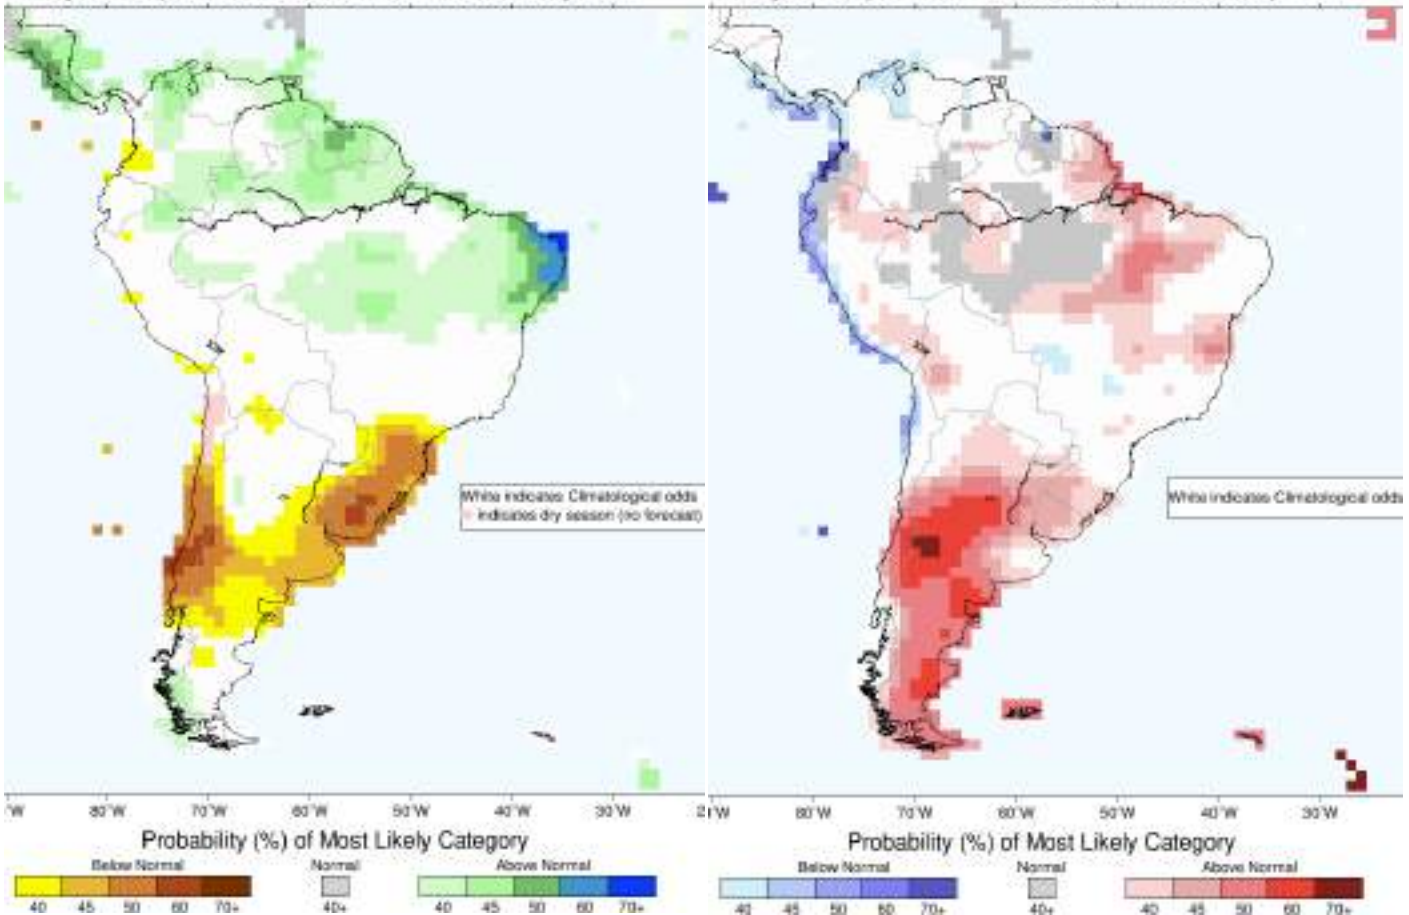 White indicates Climatological odds
indicates dry season (no forecast)
White indicates Climatological odds
80°W 70°W 60°W 50°W 40°W 30°W
80°W 70°W 60°W 50°W 40°W 30°W
Probability (%) of Most Likely Category
Below Normal Normal Above Normal
40 45 50 60 70+ 40+ 40 45 50 60 70+
Probability (%) of Most Likely Category
Below Normal Normal Above Normal
40 45 50 60 70+ 40+ 40 45 50 60 70+